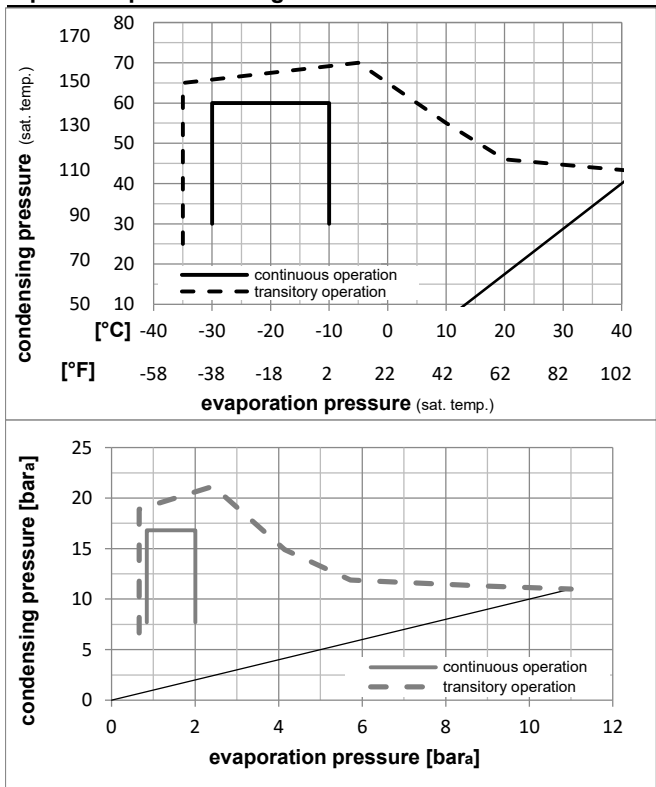 170 80
70
150 60
130 50
110 40
90 30
70 20
50 10
condensing pressure (sat. temp.)
continuous operation
transitory operation
[°C] -40 -30 -20 -10 0 10 20 30 40
[°F] -58 -38 -18 2 22 42 62 82 102
evaporation pressure (sat. temp.)
25
20
15
10
5
0
condensing pressure [bara]
continuous operation
transitory operation
0 2 4 6 8 10 12
evaporation pressure [bara]